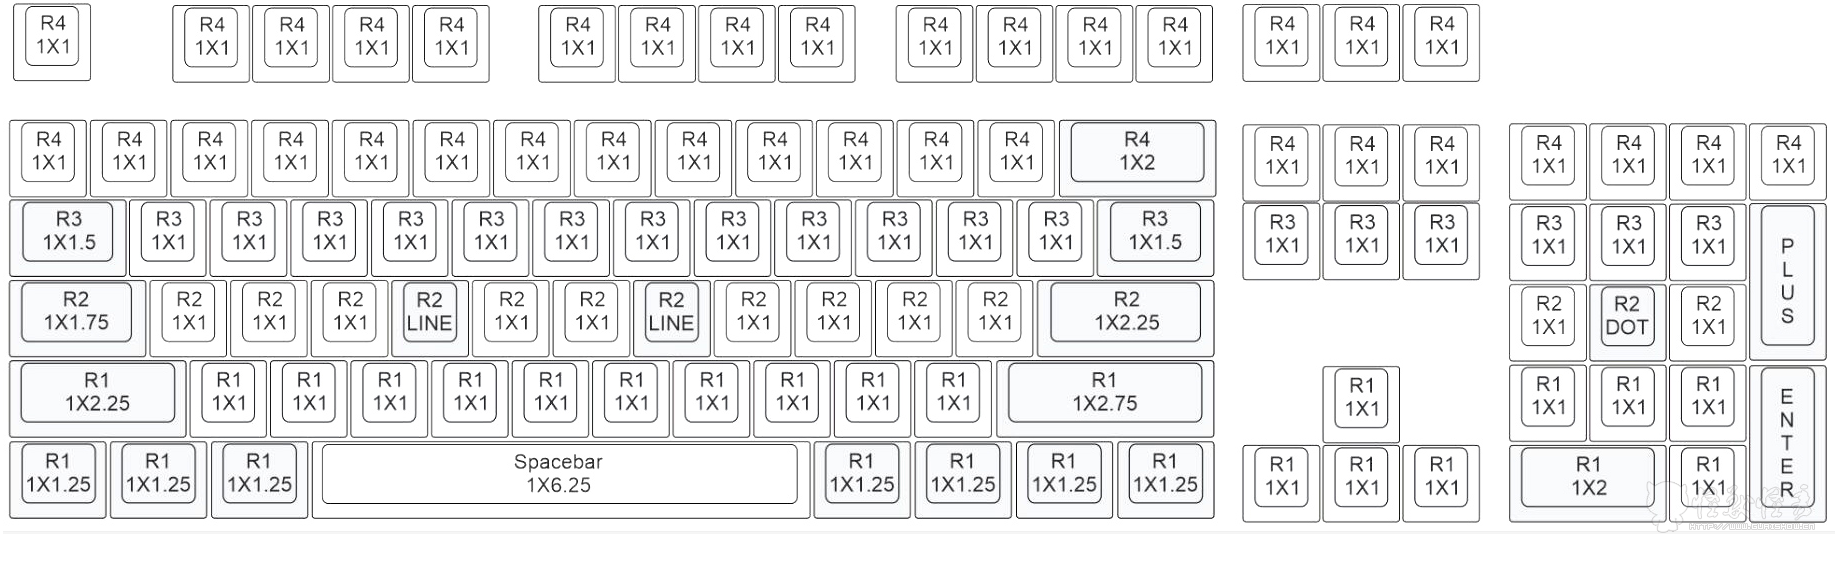 R4 R4 R4 R4 R4 R4 R4 R4 R4 R4 R4 R4 R4 R4 R4 R4
1X1 1X1 1X1 1X1 1X1 1X1 1X1 1X1 1X1 1X1 1X1 1X1 1X1 1X1 1X1 1X1
R4 R4 R4 R4 R4 R4 R4 R4 R4 R4 R4 R4 R4 R4 R4 R4 R4 R4 R4 R4 R4
1X1 1X1 1X1 1X1 1X1 1X1 1X1 1X1 1X1 1X1 1X1 1X1 1X1 1X2 1X1 1X1 1X1 1X1 1X1 1X1 1X1
R3 R3 R3 R3 R3 R3 R3 R3 R3 R3 R3 R3 R3 R3 R3 R3 R3 R3 R3 R3
1X1.5 1X1 1X1 1X1 1X1 1X1 1X1 1X1 1X1 1X1 1X1 1X1 1X1 1X1.5 1X1 1X1 1X1 1X1 1X1 1X1
PLUS
R2 R2 R2 R2 R2 R2 R2 R2 R2 R2 R2 R2 R2 R2 R2 R2
1X1.75 1X1 1X1 1X1 LINE 1X1 1X1 LINE 1X1 1X1 1X1 1X1 1X2.25 1X1 DOT 1X1
R1 R1 R1 R1 R1 R1 R1 R1 R1 R1 R1 R1 R1 R1 R1 R1
1X2.25 1X1 1X1 1X1 1X1 1X1 1X1 1X1 1X1 1X1 1X1 1X2.75 1X1 1X1 1X1 1X1
ENTER
R1 R1 R1 Spacebar R1 R1 R1 R1 R1 R1 R1 R1 R1
1X1.25 1X1.25 1X1.25 1X6.25 1X1.25 1X1.25 1X1.25 1X1.25 1X1 1X1 1X1 1X2 1X1